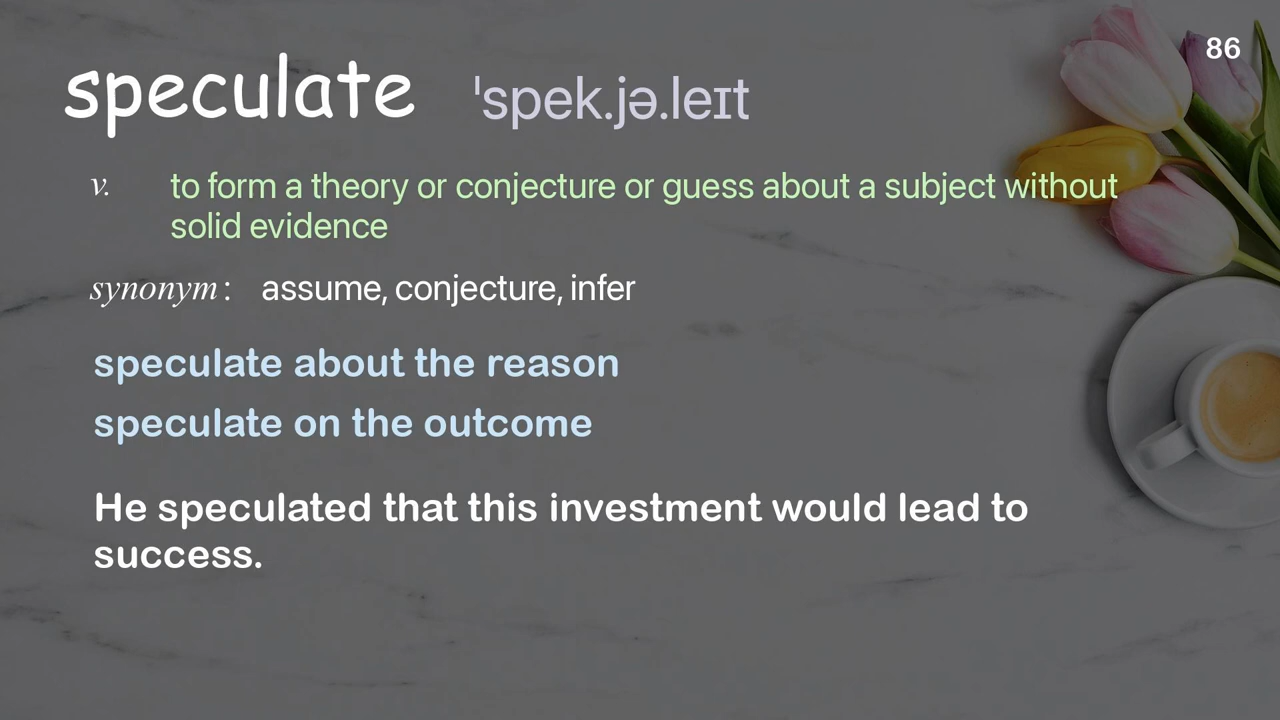 86
speculate ˈspek.jə.leɪt
v. to form a theory or conjecture or guess about a subject without
solid evidence
synonym : assume, conjecture, infer
speculate about the reason
speculate on the outcome
He speculated that this investment would lead to
success.